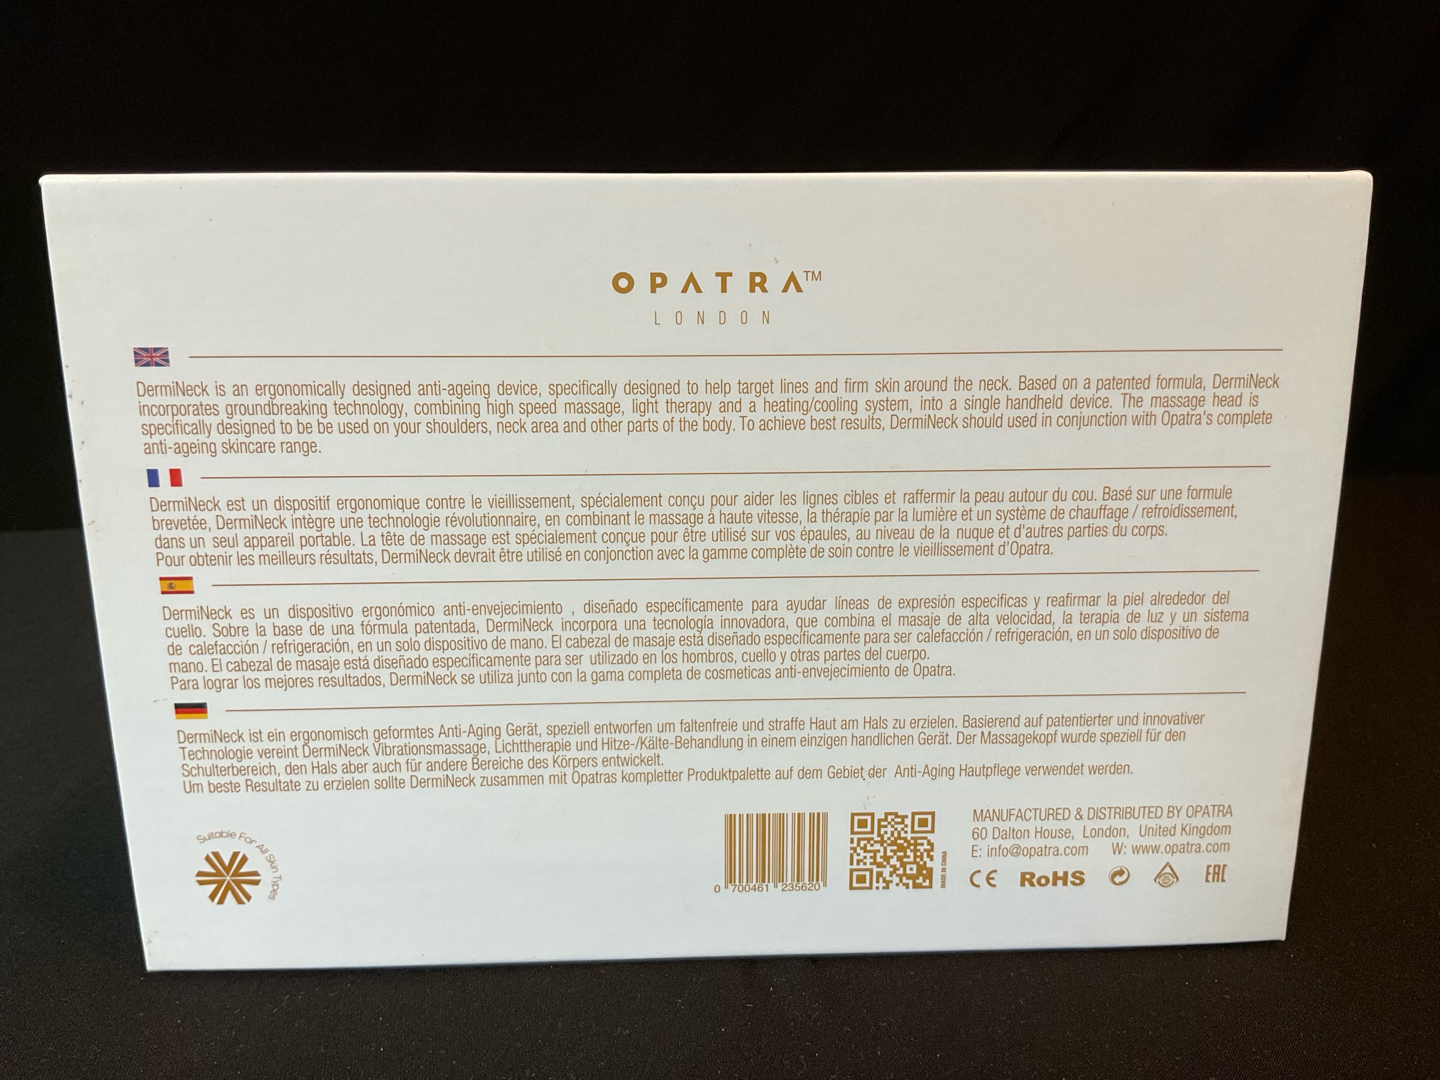 OPATRA™
LONDON
DermiNeck is an ergonomically designed anti-ageing device, specifically designed to help target lines and firm skin around the neck. Based on a patented formula, DermiNeck
incorporates groundbreaking technology, combining high speed massage, light therapy and a heating/cooling system, into a single handheld device. The massage head is
specifically designed to be be used on your shoulders, neck area and other parts of the body. To achieve best results, DermiNeck should used in conjunction with Opatra's complete
anti-ageing skincare range.
DermiNeck est un dispositif ergonomique contre le vieillissement, spécialement conçu pour aider les lignes cibles et raffermir la peau autour du cou. Basé sur une formule
brevetée, DermiNeck intègre une technologie révolutionnaire, en combinant le massage à haute vitesse, la thérapie par la lumière et un système de chauffage / refroidissement,
dans un seul appareil portable. La tête de massage est spécialement conçue pour être utilisé sur vos épaules, au niveau de la nuque et d'autres parties du corps.
Pour obtenir les meilleurs résultats, DermiNeck devrait être utilisé en conjonction avec la gamme complète de soin contre le vieillissement d'Opatra.
DermiNeck es un dispositivo ergonómico anti-envejecimiento , diseñado específicamente para ayudar líneas de expresión especificas y reafirmar la piel alrededor del
cuello. Sobre la base de una fórmula patentada, DermiNeck incorpora una tecnología innovadora, que combina el masaje de alta velocidad, la terapia de luz y un sistema
de calefacción / refrigeración, en un solo dispositivo de mano. El cabezal de masaje está diseñado específicamente para ser calefacción / refrigeración, en un solo dispositivo de
mano. El cabezal de masaje está diseñado específicamente para ser utilizado en los hombros, cuello y otras partes del cuerpo.
Para lograr los mejores resultados, DermiNeck se utiliza junto con la gama completa de cosmeticas anti-envejecimiento de Opatra.
DermiNeck ist ein ergonomisch geformtes Anti-Aging Gerät, speziell entworfen um faltenfreie und straffe Haut am Hals zu erzielen. Basierend auf patentierter und innovativer
Technologie vereint DermiNeck Vibrationsmassage, Lichttherapie und Hitze-/Kälte-Behandlung in einem einzigen handlichen Gerät. Der Massagekopf wurde speziell für den
Schulterbereich, den Hals aber auch für andere Bereiche des Körpers entwickelt.
Um beste Resultate zu erzielen sollte DermiNeck zusammen mit Opatras kompletter Produktpalette auf dem Gebiet der Anti-Aging Hautpflege verwendet werden.
Suitable For All Skin Types
0 700461 235620
MADE IN CHINA
MANUFACTURED & DISTRIBUTED BY OPATRA
60 Dalton House, London, United Kingdom
E: info@opatra.com W: www.opatra.com
CE RoHS EAC